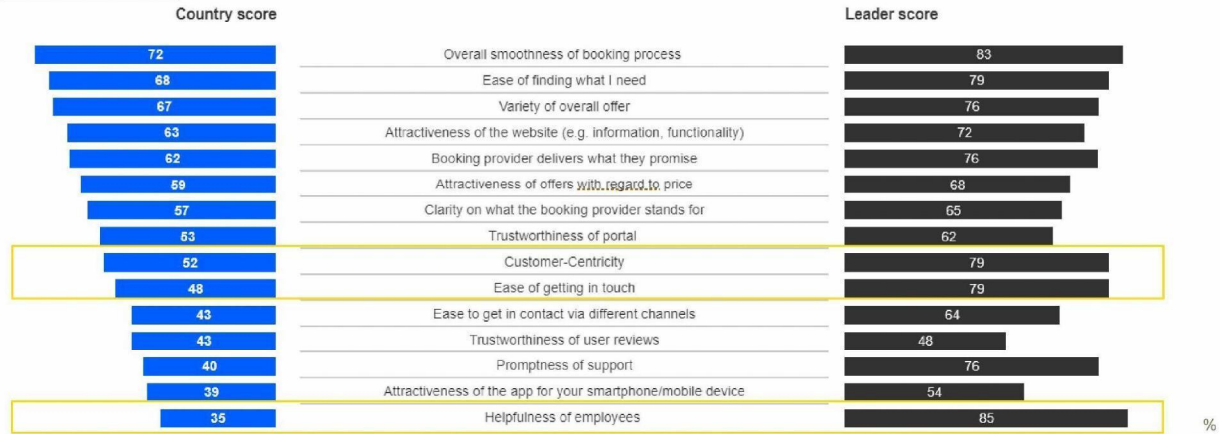 Country score Leader score
72 Overall smoothness of booking process 83
68 Ease of finding what I need 79
67 Variety of overall offer 76
63 Attractiveness of the website (e.g. information, functionality) 72
62 Booking provider delivers what they promise 76
59 Attractiveness of offers with regard to price 68
57 Clarity on what the booking provider stands for 65
53 Trustworthiness of portal 62
52 Customer-Centricity 79
48 Ease of getting in touch 79
43 Ease to get in contact via different channels 64
43 Trustworthiness of user reviews 48
40 Promptness of support 76
39 Attractiveness of the app for your smartphone/mobile device 54
35 Helpfulness of employees 85
%